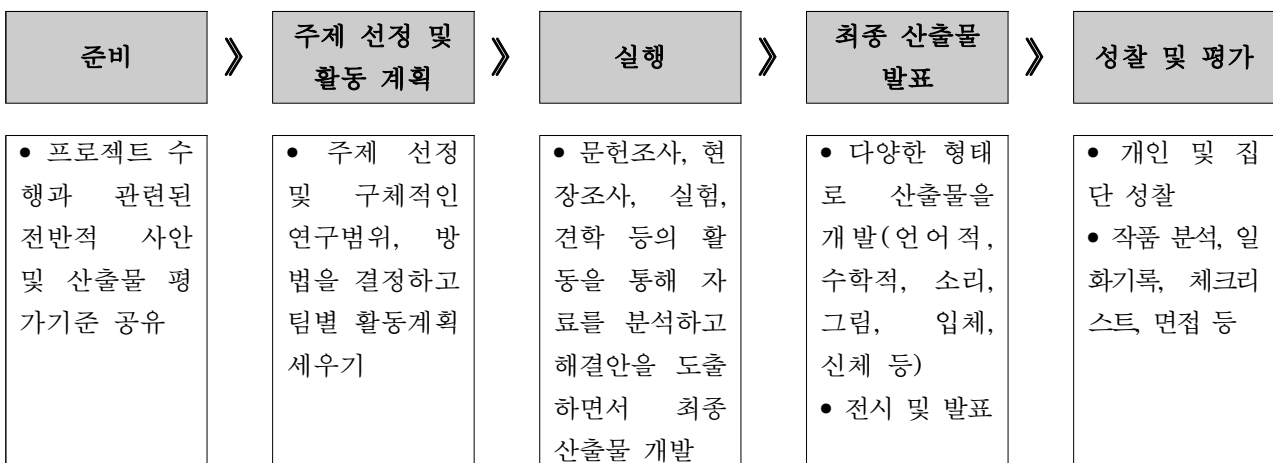 준비
》
주제 선정 및
활동 계획
》
실행
》
최종 산출물
발표
》
성찰 및 평가
• 프로젝트 수
행과 관련된
전반적 사안
및 산출물 평
가기준 공유
• 주제 선정
및 구체적인
연구범위, 방
법을 결정하고
팀별 활동계획
세우기
• 문헌조사, 현
장조사, 실험,
견학 등의 활
동을 통해 자
료를 분석하고
해결안을 도출
하면서 최종
산출물 개발
• 다양한 형태
로 산출물을
개발(언어적,
수학적, 소리,
그림, 입체,
신체 등)
• 전시 및 발표
• 개인 및 집
단 성찰
• 작품 분석, 일
화기록, 체크리
스트, 면접 등